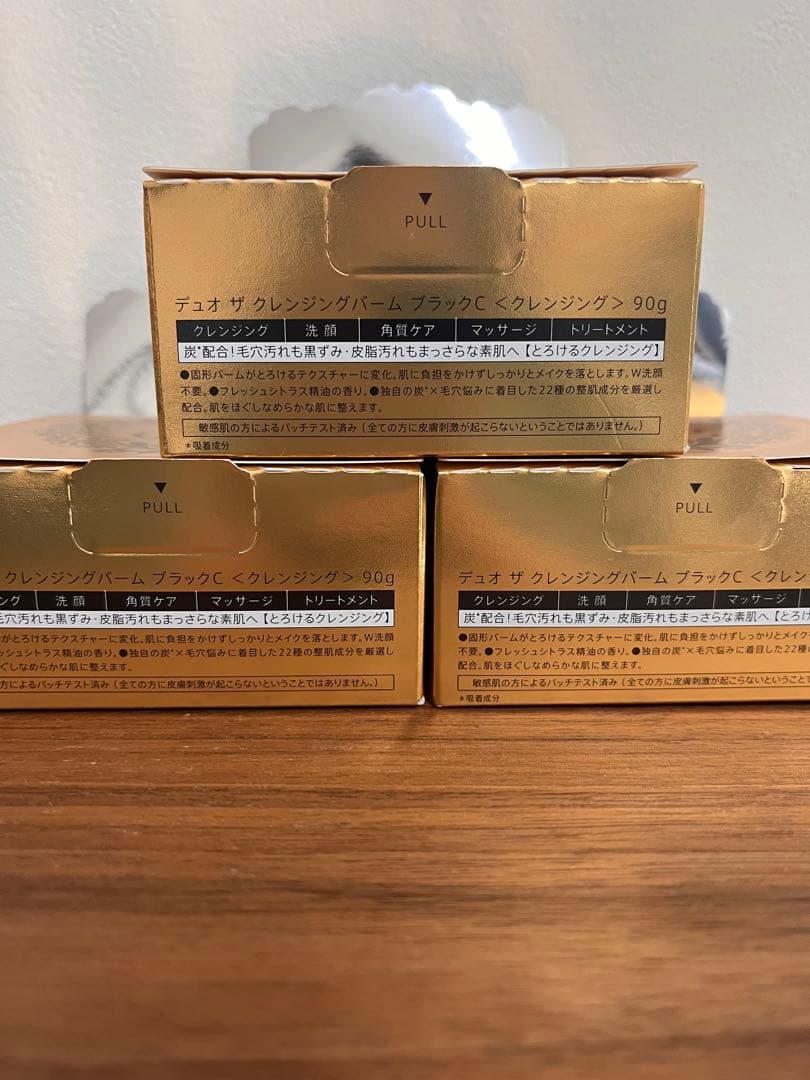 ▼
PULL
デュオ ザ クレンジングバーム ブラックC ＜クレンジング＞ 90g
クレンジング 洗顔 角質ケア マッサージ トリートメント
炭*配合！毛穴汚れも黒ずみ・皮脂汚れもまっさらな素肌へ【とろけるクレンジング】
●固形バームがとろけるテクスチャーに変化。肌に負担をかけずしっかりとメイクを落とします。W洗顔
不要。●フレッシュシトラス精油の香り。●独自の炭*×毛穴悩みに着目した22種の整肌成分を厳選し
配合。肌をほぐしなめらかな肌に整えます。
敏感肌の方によるパッチテスト済み（全ての方に皮膚刺激が起こらないということではありません。）
*吸着成分
▼
PULL
クレンジングバーム ブラックC ＜クレンジング＞ 90g
ング 洗顔 角質ケア マッサージ トリートメント
毛穴汚れも黒ずみ・皮脂汚れもまっさらな素肌へ【とろけるクレンジング】
がとろけるテクスチャーに変化。肌に負担をかけずしっかりとメイクを落とします。W洗顔
レッシュシトラス精油の香り。●独自の炭*×毛穴悩みに着目した22種の整肌成分を厳選し
ぐしなめらかな肌に整えます。
の方によるパッチテスト済み（全ての方に皮膚刺激が起こらないということではありません。）
▼
PULL
デュオ ザ クレンジングバーム ブラックC ＜クレン
クレンジング 洗顔 角質ケア マッサージ
炭*配合！毛穴汚れも黒ずみ・皮脂汚れもまっさらな素肌へ【とろけ
●固形バームがとろけるテクスチャーに変化。肌に負担をかけずしっかりとメイクを落と
不要。●フレッシュシトラス精油の香り。●独自の炭*×毛穴悩みに着目した22種の
配合。肌をほぐしなめらかな肌に整えます。
敏感肌の方によるパッチテスト済み（全ての方に皮膚刺激が起こらないということで
*吸着成分